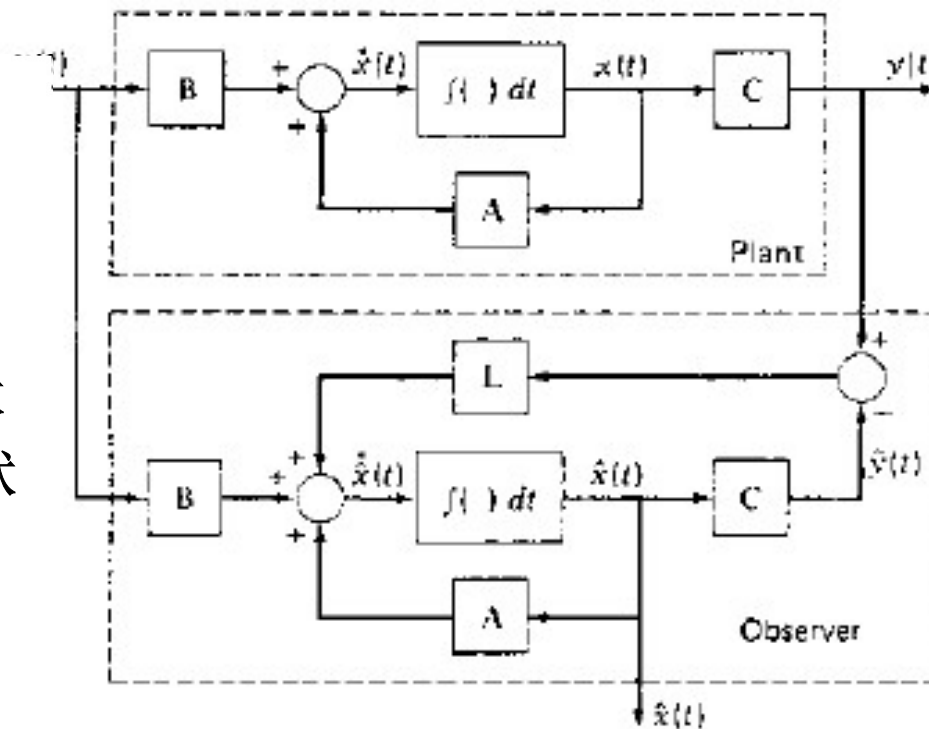 B
+
+
ẋ(t)
∫( ) dt
x(t)
C
y(t
A
Plant
L
+
−
B
+
+
+
x̂̇(t)
∫( ) dt
x̂(t)
C
ŷ(t)
A
Observer
x̂(t)